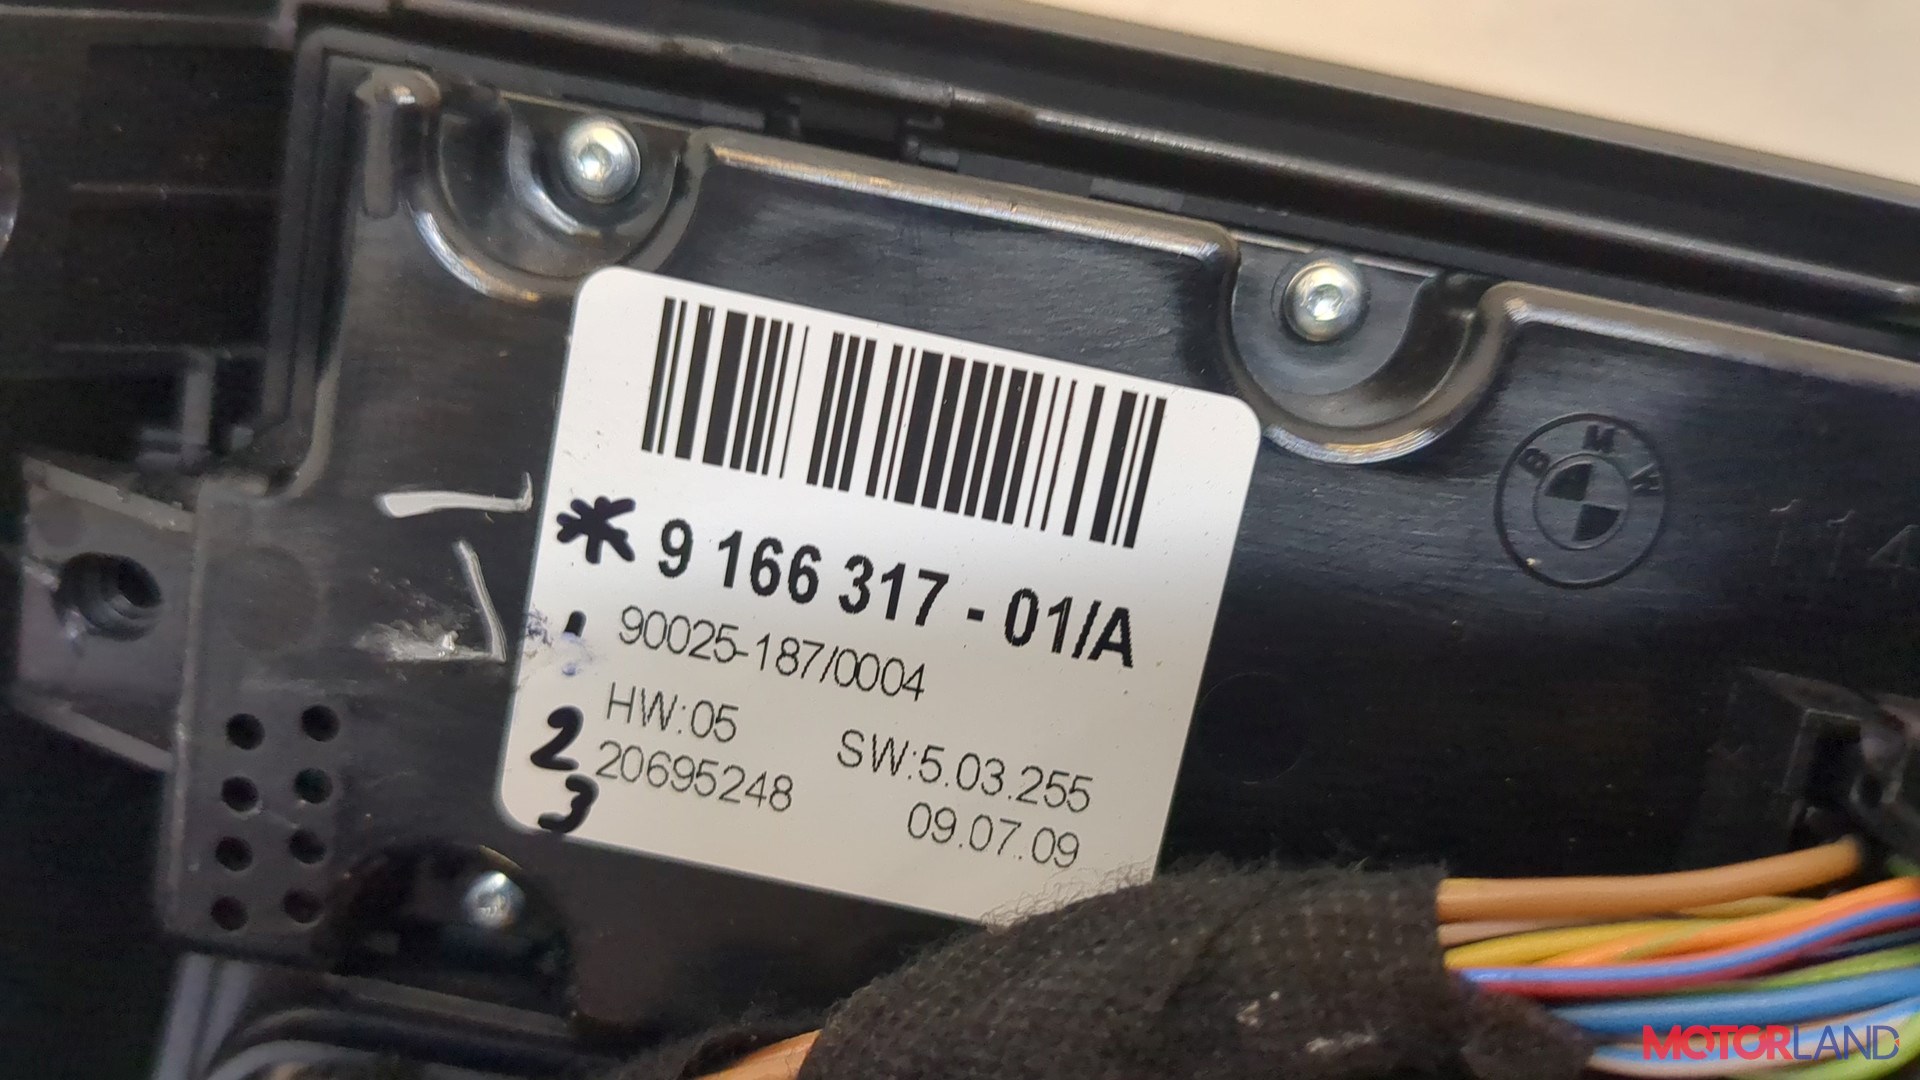 BMW
114
* 9 166 317 - 01/A
90025-187/0004
HW:05 SW:5.03.255
20695248 09.07.09
2
3
MOTORLAND